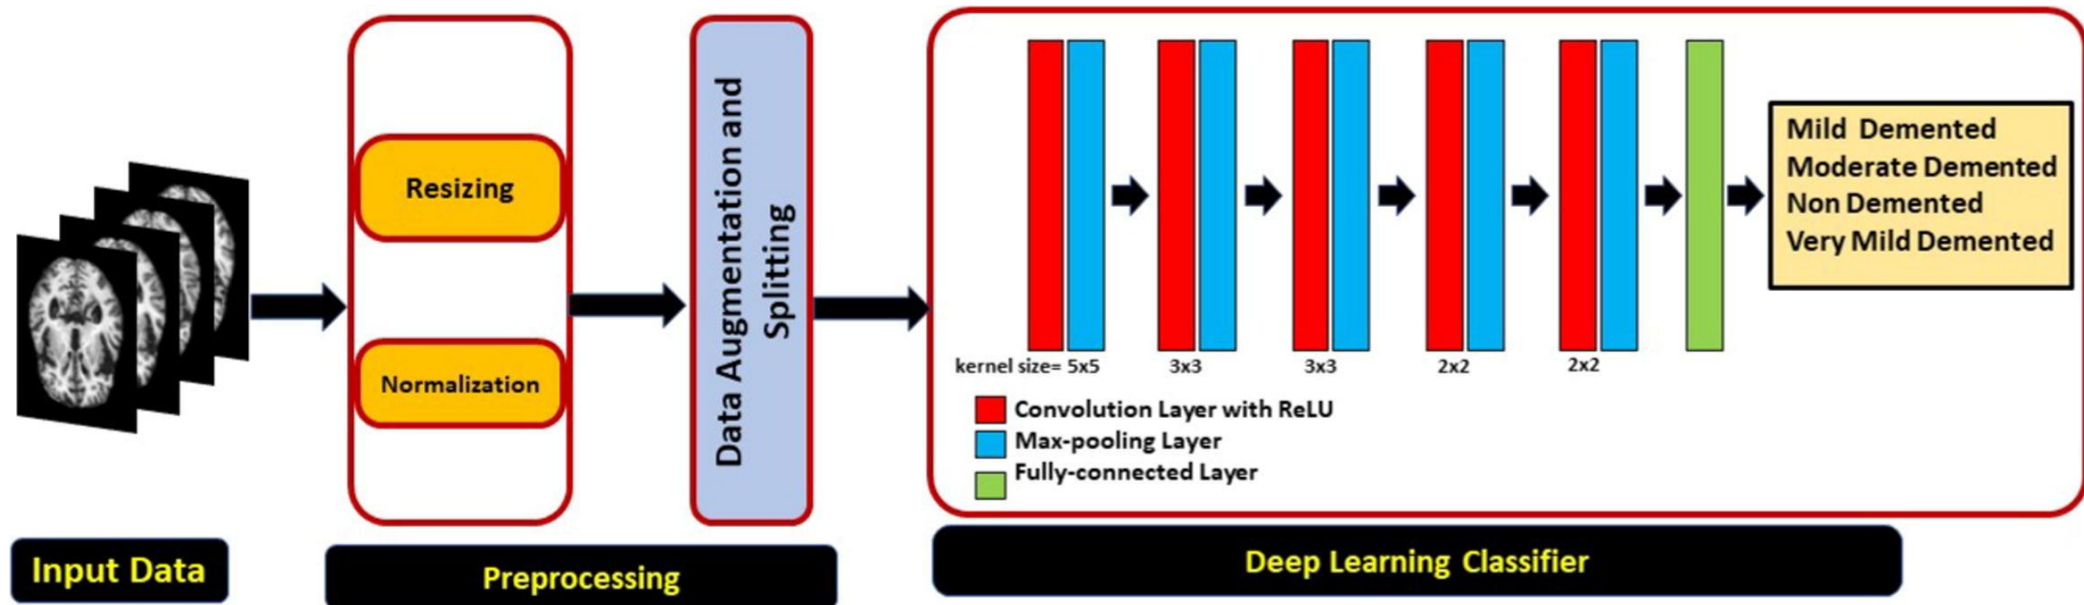 Resizing
Normalization
Data Augmentation and
Splitting
kernel size= 5x5
3x3
3x3
2x2
2x2
Convolution Layer with ReLU
Max-pooling Layer
Fully-connected Layer
Mild Demented
Moderate Demented
Non Demented
Very Mild Demented
Input Data
Preprocessing
Deep Learning Classifier